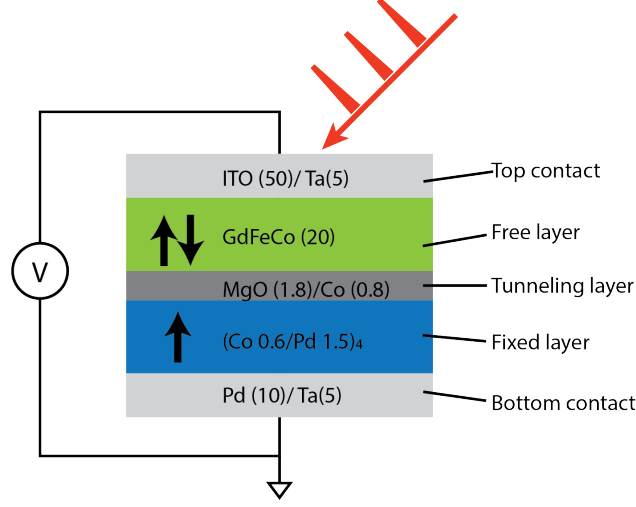 ITO (50)/ Ta(5)
Top contact
GdFeCo (20)
Free layer
V
MgO (1.8)/Co (0.8)
Tunneling layer
(Co 0.6/Pd 1.5)₄
Fixed layer
Pd (10)/ Ta(5)
Bottom contact